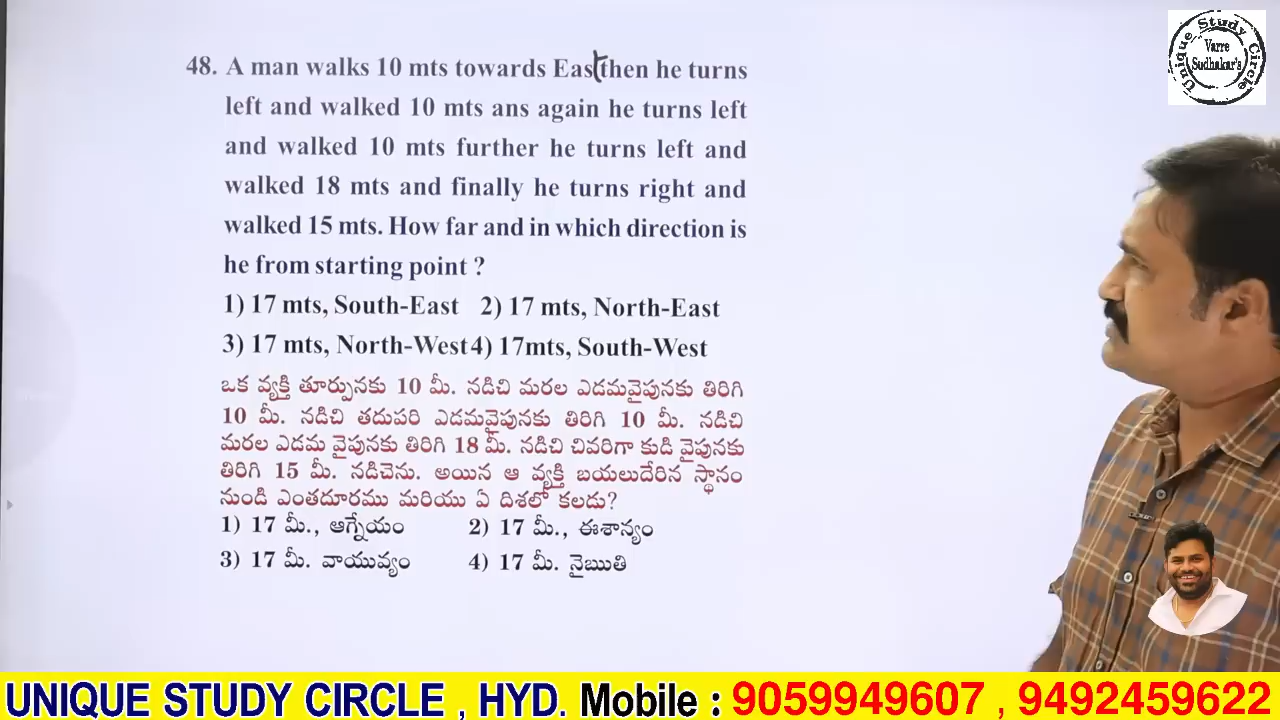 48. A man walks 10 mts towards East then he turns
left and walked 10 mts ans again he turns left
and walked 10 mts further he turns left and
walked 18 mts and finally he turns right and
walked 15 mts. How far and in which direction is
he from starting point ?
1) 17 mts, South-East 2) 17 mts, North-East
3) 17 mts, North-West 4) 17mts, South-West
ఒక వ్యక్తి తూర్పునకు 10 మీ. నడిచి మరల ఎడమవైపునకు తిరిగి
10 మీ. నడిచి తదుపరి ఎడమవైపునకు తిరిగి 10 మీ. నడిచి
మరల ఎడమ వైపునకు తిరిగి 18 మీ. నడిచి చివరిగా కుడి వైపునకు
తిరిగి 15 మీ. నడిచెను. అయిన ఆ వ్యక్తి బయలుదేరిన స్థానం
నుండి ఎంతదూరము మరియు ఏ దిశలో కలడు?
1) 17 మీ., ఆగ్నేయం 2) 17 మీ., ఈశాన్యం
3) 17 మీ. వాయువ్యం 4) 17 మీ. నైఋతి
Unique Study Circle
Varre
Sudhakar's
UNIQUE STUDY CIRCLE , HYD. Mobile : 9059949607 , 9492459622